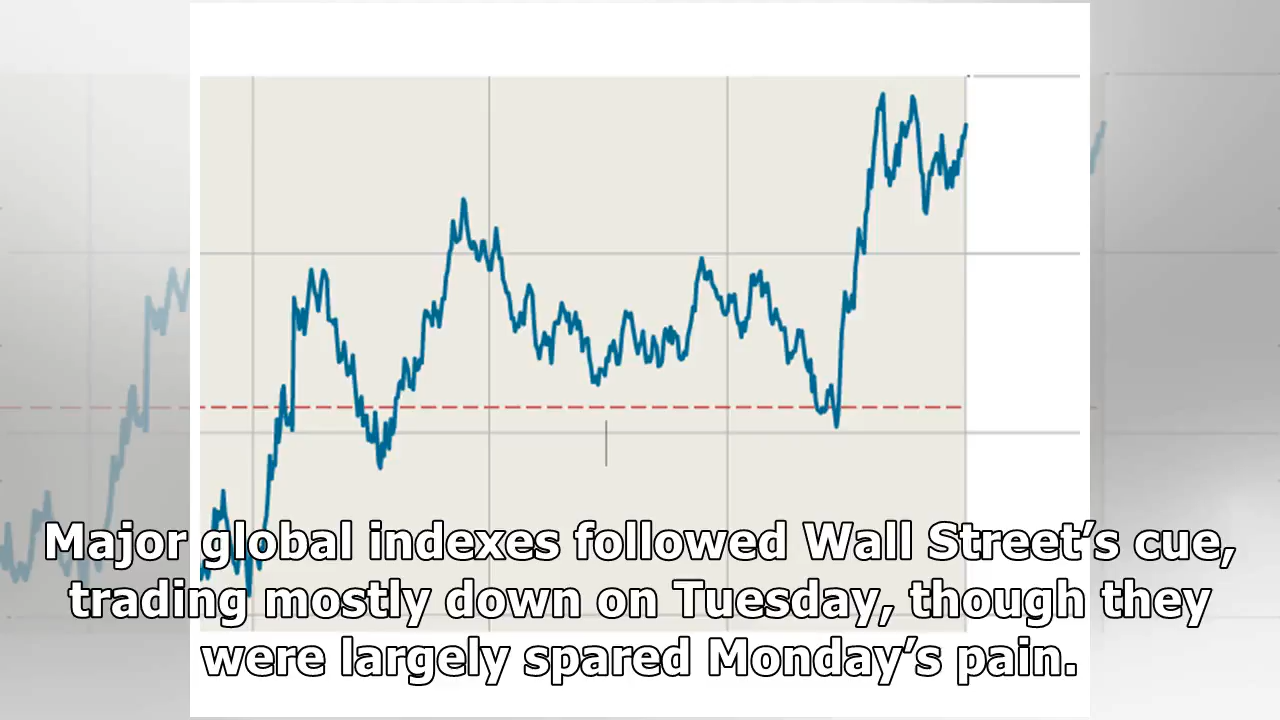 Major global indexes followed Wall Street’s cue,
trading mostly down on Tuesday, though they
were largely spared Monday’s pain.